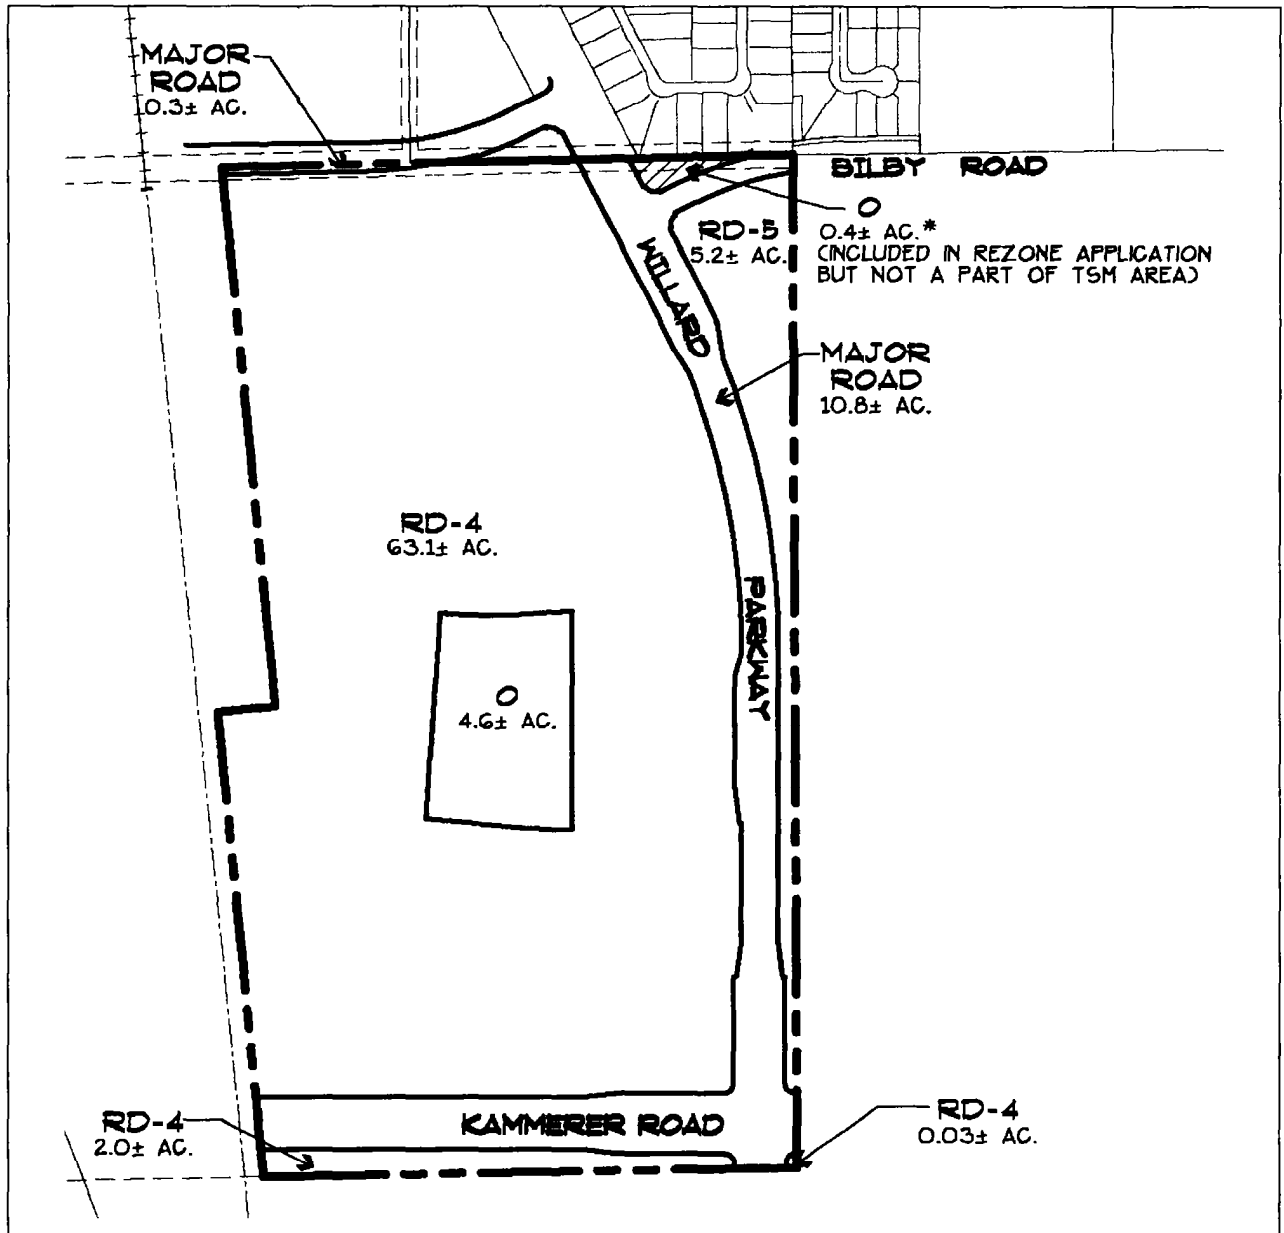 MAJOR
ROAD
0.3± AC.
BILBY ROAD
O
0.4± AC.*
(INCLUDED IN REZONE APPLICATION
BUT NOT A PART OF TSM AREA)
RD-5
5.2± AC.
WILLARD
MAJOR
ROAD
10.8± AC.
RD-4
63.1± AC.
PARKWAY
O
4.6± AC.
RD-4
2.0± AC.
KAMMERER ROAD
RD-4
0.03± AC.